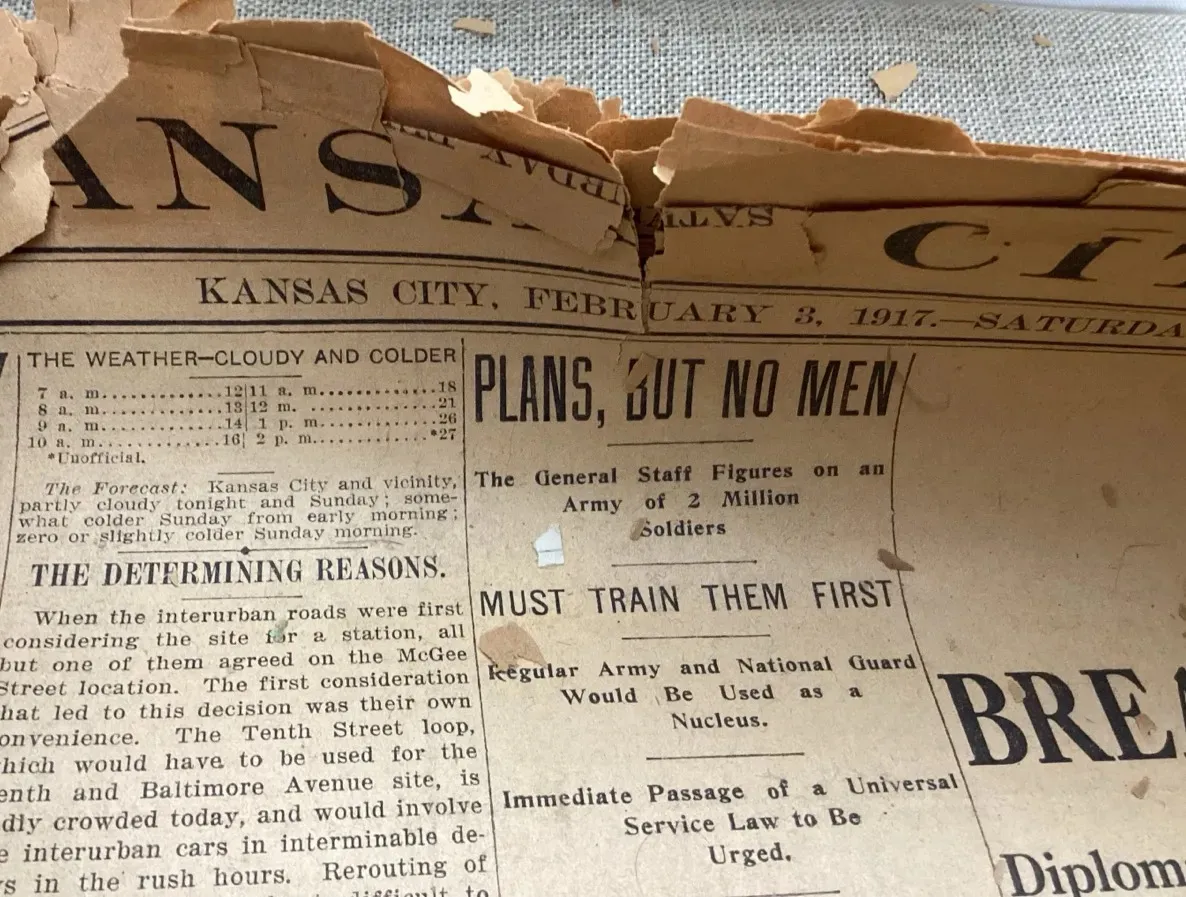 ANSA
CIT
SATURDAY
KANSAS CITY, FEBRUARY 3, 1917.—SATURDA
THE WEATHER—CLOUDY AND COLDER
7 a. m.............12|11 a. m.............18
8 a. m.............13|12 m. .............21
9 a. m.............14| 1 p. m.............26
10 a. m.............16| 2 p. m.............*27
*Unofficial.
The Forecast: Kansas City and vicinity,
partly cloudy tonight and Sunday; some-
what colder Sunday from early morning;
zero or slightly colder Sunday morning.
THE DETERMINING REASONS.
When the interurban roads were first
considering the site for a station, all
but one of them agreed on the McGee
Street location. The first consideration
hat led to this decision was their own
onvenience. The Tenth Street loop,
hich would have to be used for the
enth and Baltimore Avenue site, is
dly crowded today, and would involve
e interurban cars in interminable de-
s in the rush hours. Rerouting of
difficult to
PLANS, BUT NO MEN
The General Staff Figures on an
Army of 2 Million
Soldiers
MUST TRAIN THEM FIRST
Regular Army and National Guard
Would Be Used as a
Nucleus.
Immediate Passage of a Universal
Service Law to Be
Urged.
BREA
Diplom